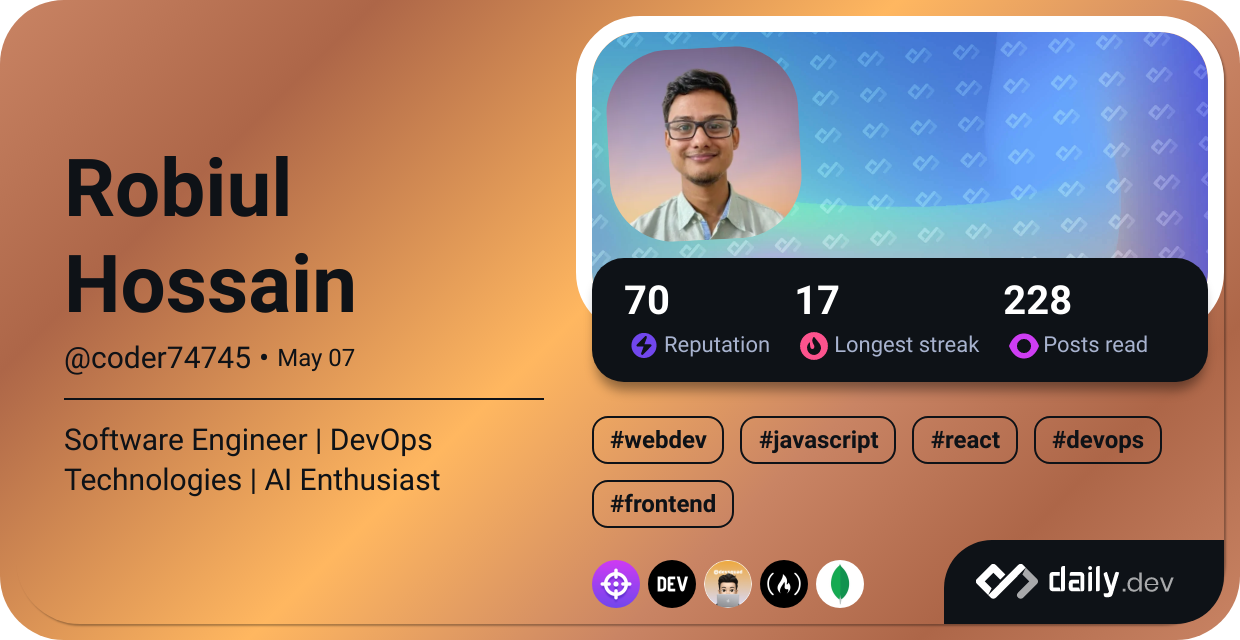 Robiul
Hossain
@coder74745 • May 07
Software Engineer | DevOps
Technologies | AI Enthusiast
70
17
228
Reputation
Longest streak
Posts read
#webdev
#javascript
#react
#devops
#frontend
DEV
daily.dev